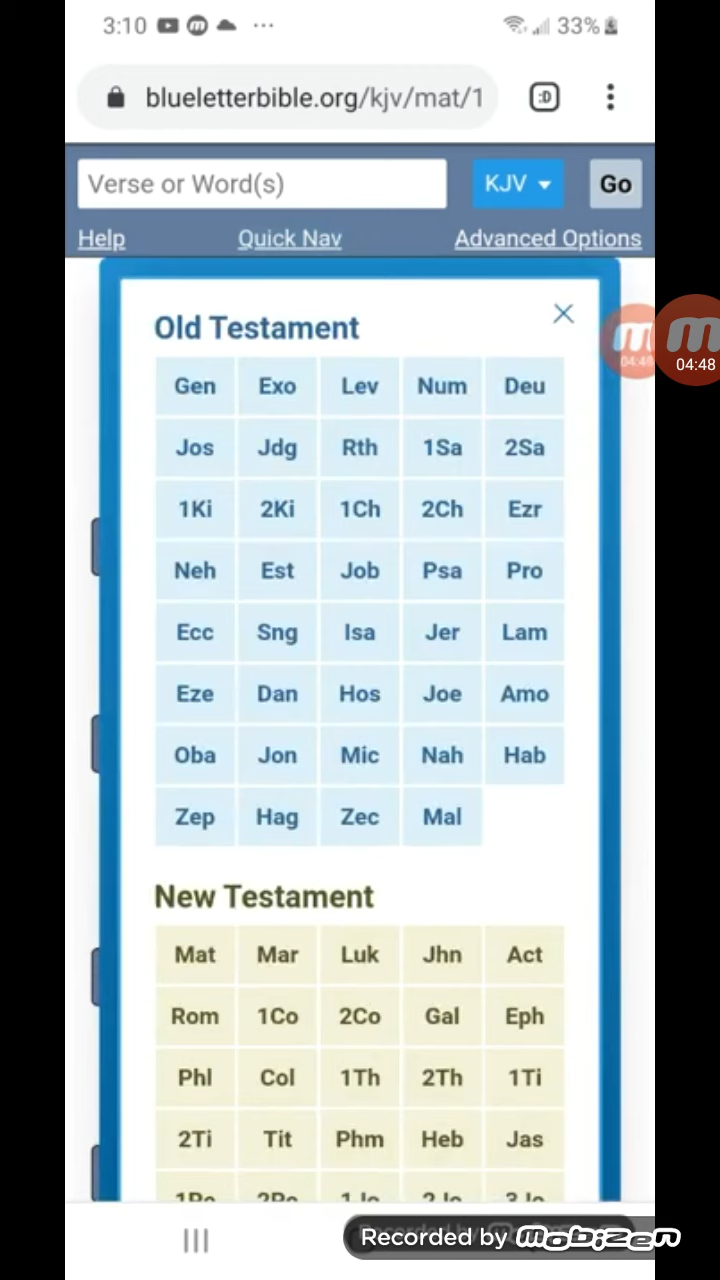 3:10 33%
blueletterbible.org/kjv/mat/1 :D
Verse or Word(s) KJV Go
Help Quick Nav Advanced Options
Old Testament
04:48 04:48
Gen Exo Lev Num Deu
Jos Jdg Rth 1Sa 2Sa
1Ki 2Ki 1Ch 2Ch Ezr
Neh Est Job Psa Pro
Ecc Sng Isa Jer Lam
Eze Dan Hos Joe Amo
Oba Jon Mic Nah Hab
Zep Hag Zec Mal
New Testament
Mat Mar Luk Jhn Act
Rom 1Co 2Co Gal Eph
Phl Col 1Th 2Th 1Ti
2Ti Tit Phm Heb Jas
Recorded by mobizen